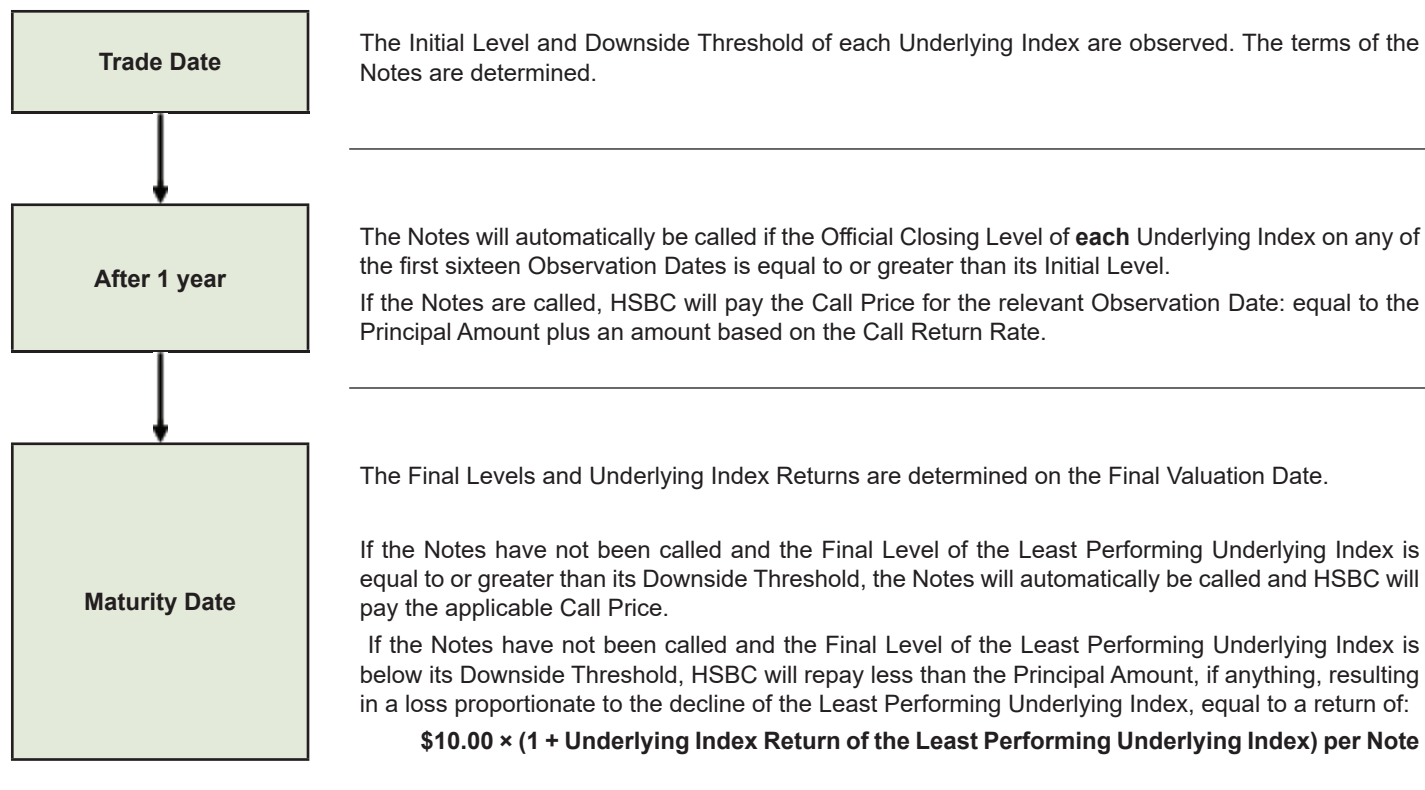 Trade Date
The Initial Level and Downside Threshold of each Underlying Index are observed. The terms of the
Notes are determined.
After 1 year
The Notes will automatically be called if the Official Closing Level of each Underlying Index on any of
the first sixteen Observation Dates is equal to or greater than its Initial Level.
If the Notes are called, HSBC will pay the Call Price for the relevant Observation Date: equal to the
Principal Amount plus an amount based on the Call Return Rate.
Maturity Date
The Final Levels and Underlying Index Returns are determined on the Final Valuation Date.
If the Notes have not been called and the Final Level of the Least Performing Underlying Index is
equal to or greater than its Downside Threshold, the Notes will automatically be called and HSBC will
pay the applicable Call Price.
If the Notes have not been called and the Final Level of the Least Performing Underlying Index is
below its Downside Threshold, HSBC will repay less than the Principal Amount, if anything, resulting
in a loss proportionate to the decline of the Least Performing Underlying Index, equal to a return of:
$10.00 × (1 + Underlying Index Return of the Least Performing Underlying Index) per Note